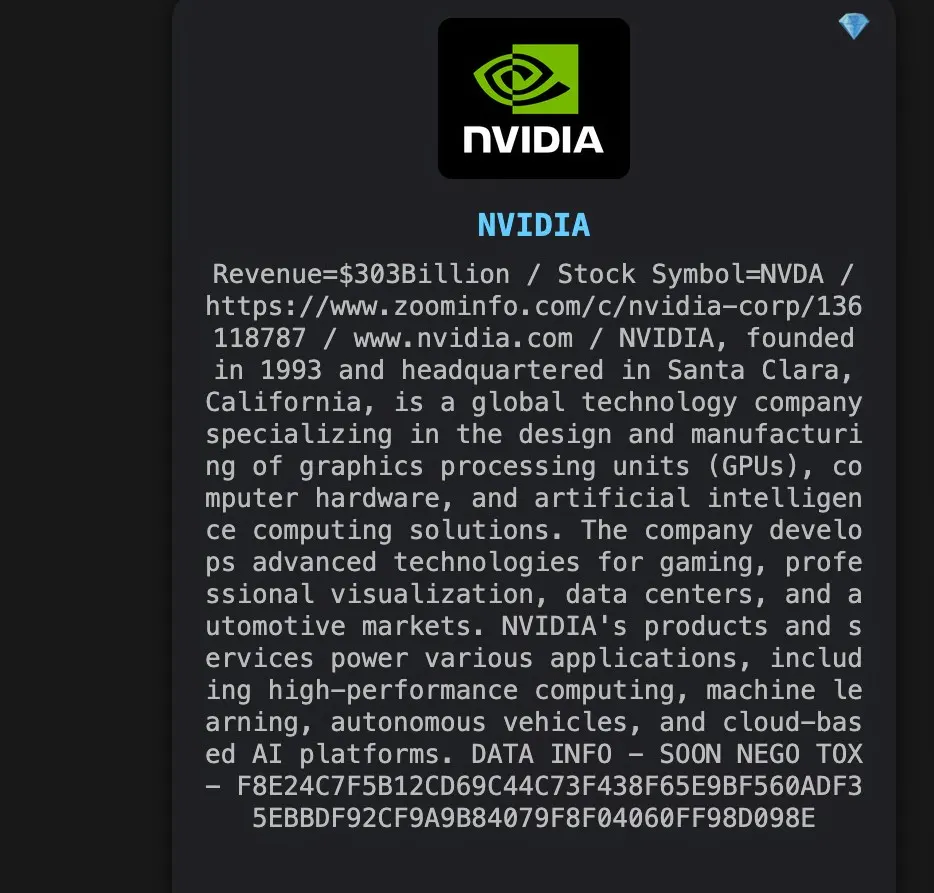 NVIDIA
NVIDIA
Revenue=$303Billion / Stock Symbol=NVDA /
https://www.zoominfo.com/c/nvidia-corp/136
118787 / www.nvidia.com / NVIDIA, founded
in 1993 and headquartered in Santa Clara,
California, is a global technology company
specializing in the design and manufacturi
ng of graphics processing units (GPUs), co
mputer hardware, and artificial intelligen
ce computing solutions. The company develo
ps advanced technologies for gaming, profe
ssional visualization, data centers, and a
utomotive markets. NVIDIA's products and s
ervices power various applications, includ
ing high-performance computing, machine le
arning, autonomous vehicles, and cloud-bas
ed AI platforms. DATA INFO - SOON NEGO TOX
- F8E24C7F5B12CD69C44C73F438F65E9BF560ADF3
5EBBDF92CF9A9B84079F8F04060FF98D098E